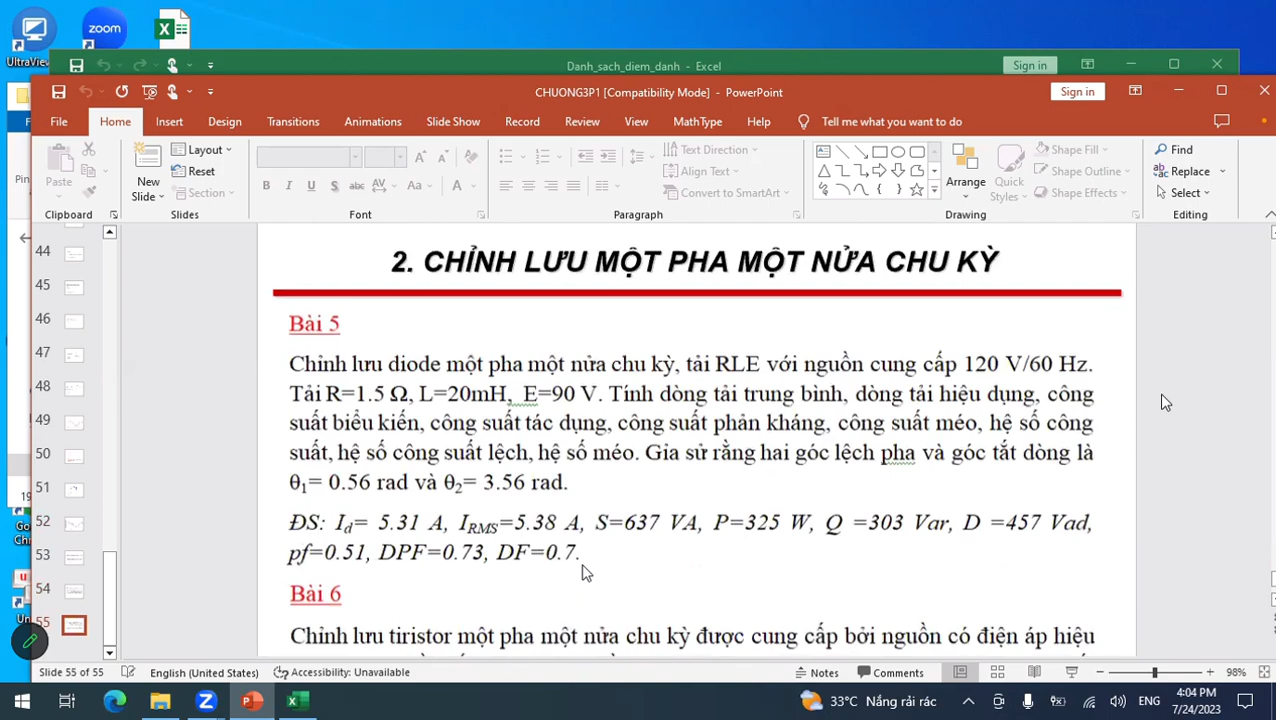 UltraView
zoom
Danh_sach_diem_danh - Excel
Sign in
CHUONG3P1 [Compatibility Mode] - PowerPoint
Sign in
File
Home
Insert
Design
Transitions
Animations
Slide Show
Record
Review
View
MathType
Help
Tell me what you want to do
Paste
New
Slide
Layout
Reset
Section
B I U S abc AV Aa A
Text Direction
Align Text
Convert to SmartArt
Arrange
Quick
Styles
Shape Fill
Shape Outline
Shape Effects
Find
Replace
Select
Clipboard
Slides
Font
Paragraph
Drawing
Editing
44
45
46
47
48
49
50
51
52
53
54
55
2. CHỈNH LƯU MỘT PHA MỘT NỬA CHU KỲ
Bài 5
Chỉnh lưu diode một pha một nửa chu kỳ, tải RLE với nguồn cung cấp 120 V/60 Hz.
Tải R=1.5 Ω, L=20mH, E=90 V. Tính dòng tải trung bình, dòng tải hiệu dụng, công
suất biểu kiến, công suất tác dụng, công suất phản kháng, công suất méo, hệ số công
suất, hệ số công suất lệch, hệ số méo. Gỉa sử rằng hai góc lệch pha và góc tắt dòng là
θ1= 0.56 rad và θ2= 3.56 rad.
ĐS: Id= 5.31 A, IRMS=5.38 A, S=637 VA, P=325 W, Q =303 Var, D =457 Vad,
pf=0.51, DPF=0.73, DF=0.7.
Bài 6
Chỉnh lưu tiristor một pha một nửa chu kỳ được cung cấp bởi nguồn có điện áp hiệu
Slide 55 of 55
English (United States)
Accessibility: Unavailable
Notes
Comments
98%
33°C Nắng rải rác
ENG
4:04 PM
7/24/2023